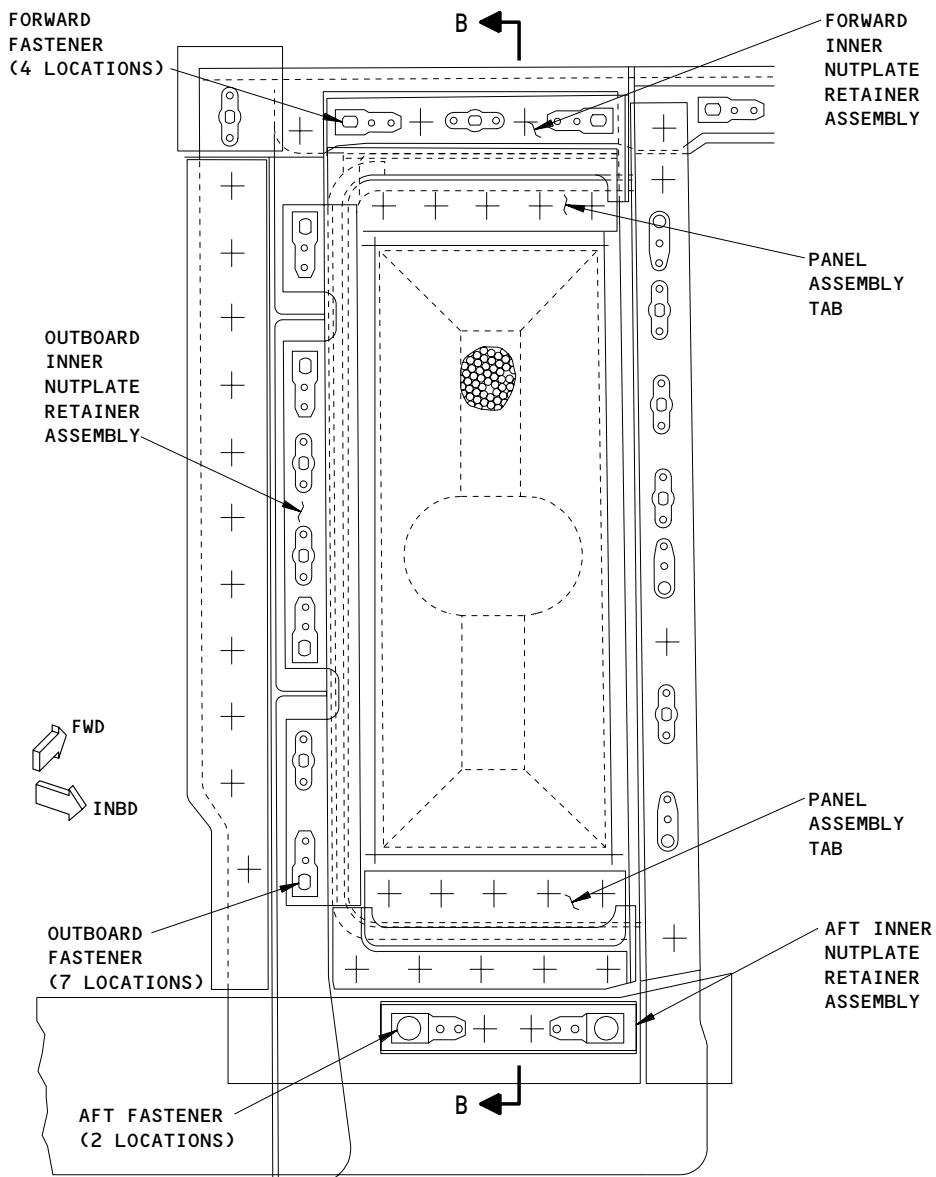 FORWARD
FASTENER
(4 LOCATIONS)
B
FORWARD
INNER
NUTPLATE
RETAINER
ASSEMBLY
PANEL
ASSEMBLY
TAB
OUTBOARD
INNER
NUTPLATE
RETAINER
ASSEMBLY
FWD
INBD
PANEL
ASSEMBLY
TAB
OUTBOARD
FASTENER
(7 LOCATIONS)
AFT INNER
NUTPLATE
RETAINER
ASSEMBLY
B
AFT FASTENER
(2 LOCATIONS)